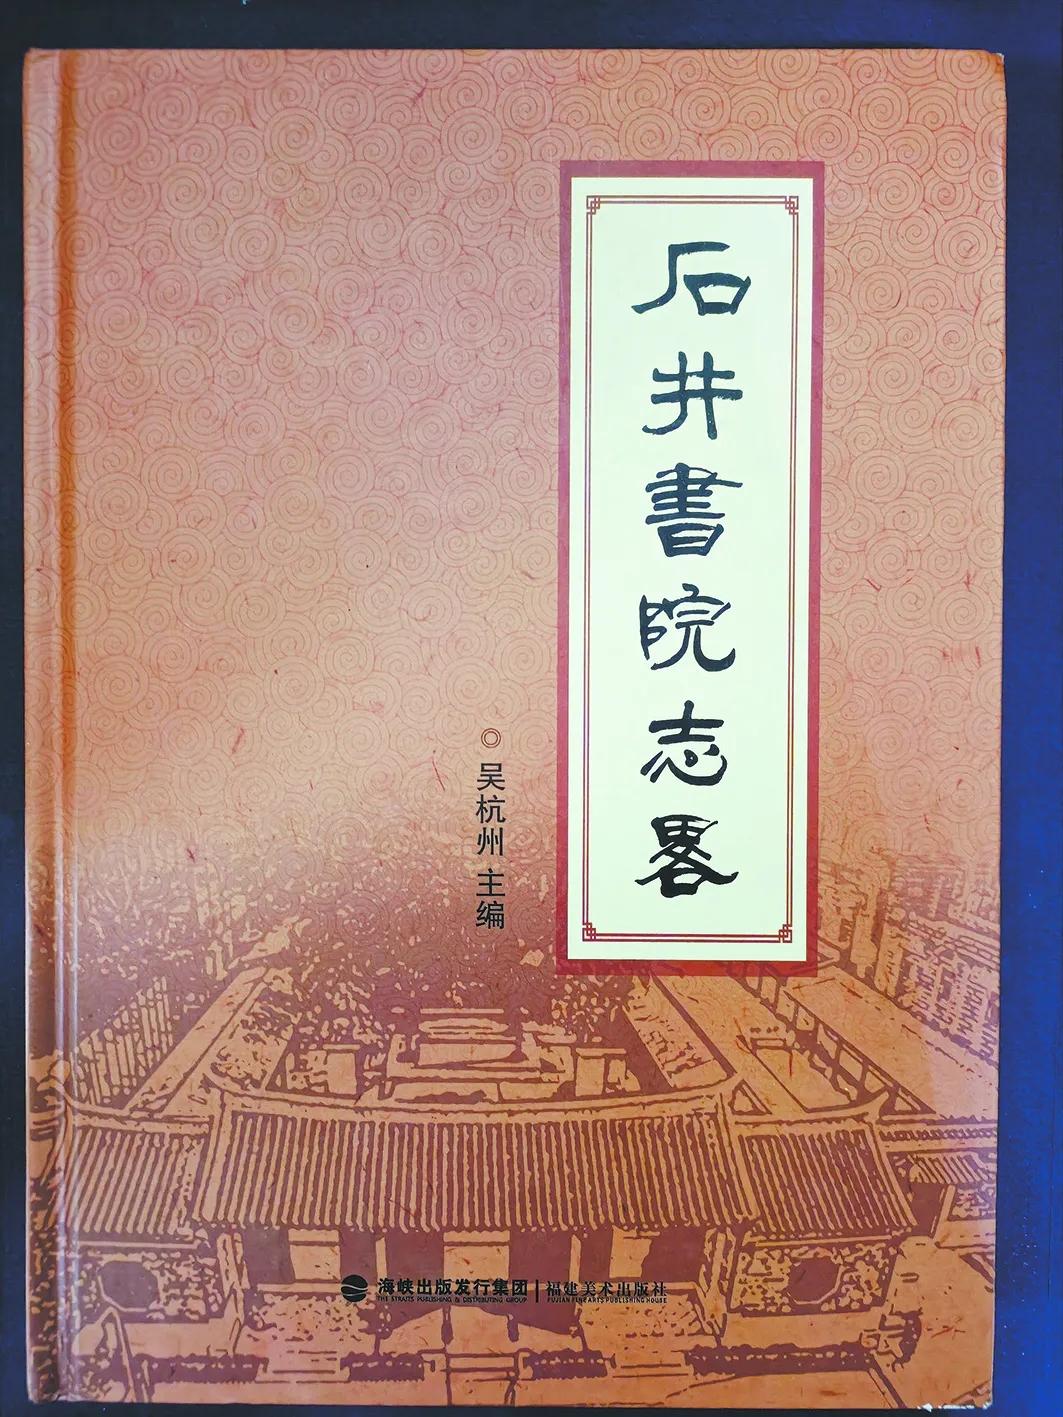 石井書院志畧
◎吴杭州 主编
海峡出版发行集团
THE STRAITS PUBLISHING & DISTRIBUTING GROUP
福建美术出版社
FUJIAN FINE ARTS PUBLISHING HOUSE